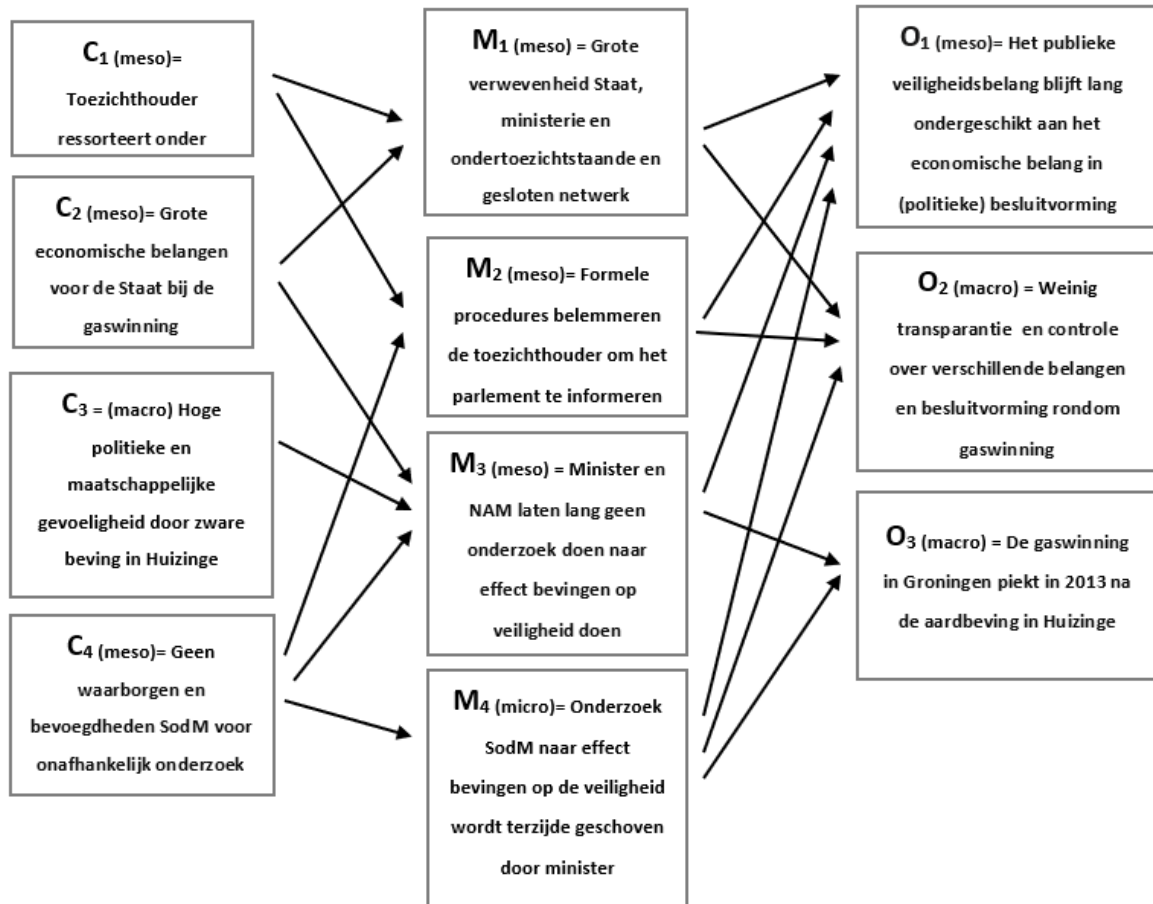 C1 (meso)=
Toezichthouder
ressorteert onder
C2 (meso)= Grote
economische belangen
voor de Staat bij de
gaswinning
C3 = (macro) Hoge
politieke en
maatschappelijke
gevoeligheid door zware
beving in Huizinge
C4 (meso)= Geen
waarborgen en
bevoegdheden SodM voor
onafhankelijk onderzoek
M1 (meso) = Grote
verwevenheid Staat,
ministerie en
ondertoezichtstaande en
gesloten netwerk
M2 (meso)= Formele
procedures belemmeren
de toezichthouder om het
parlement te informeren
M3 (meso) = Minister en
NAM laten lang geen
onderzoek doen naar
effect bevingen op
veiligheid doen
M4 (micro)= Onderzoek
SodM naar effect
bevingen op de veiligheid
wordt terzijde geschoven
door minister
O1 (meso)= Het publieke
veiligheidsbelang blijft lang
ondergeschikt aan het
economische belang in
(politieke) besluitvorming
O2 (macro) = Weinig
transparantie en controle
over verschillende belangen
en besluitvorming rondom
gaswinning
O3 (macro) = De gaswinning
in Groningen piekt in 2013 na
de aardbeving in Huizinge